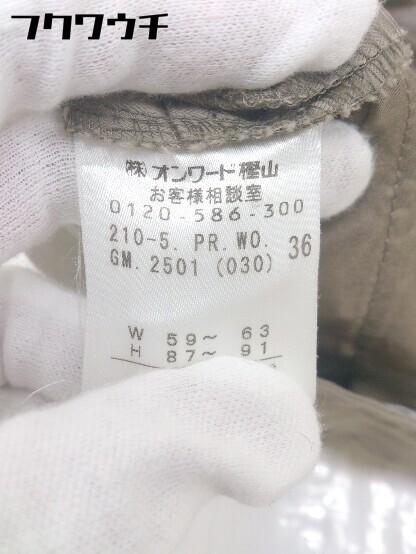 フクワウチ
㈱オンワード樫山
お客様相談室
0120-586-300
210-5. PR. WO. 36
GM. 2501 (030)
W 59～ 63
H 87～ 91